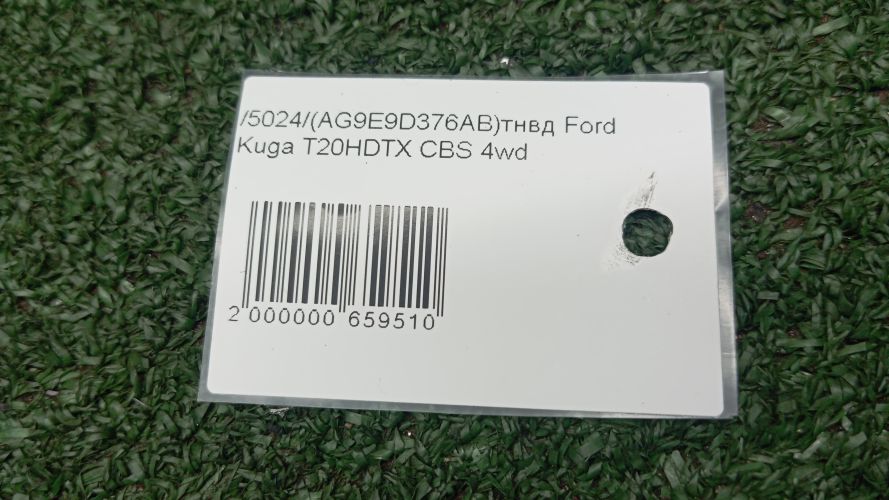 /5024/(AG9E9D376AB)тнвд Ford
Kuga T20HDTX CBS 4wd
2 000000 659510